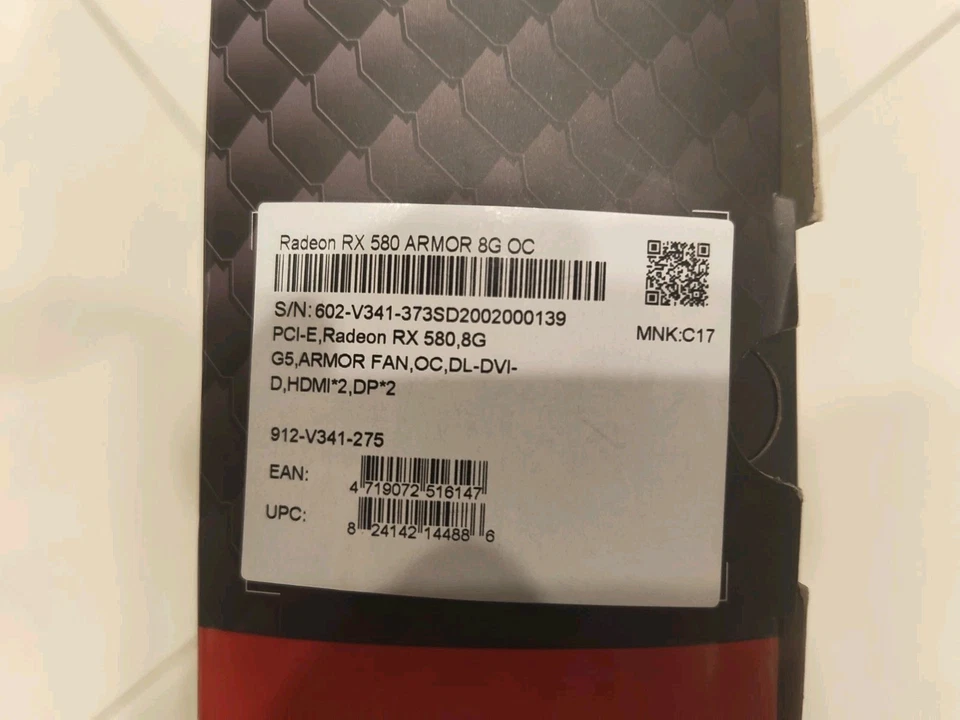 Radeon RX 580 ARMOR 8G OC
S/N: 602-V341-373SD2002000139
MNK:C17
PCI-E,Radeon RX 580,8G
G5,ARMOR FAN,OC,DL-DVI-
D,HDMI*2,DP*2
912-V341-275
EAN: 4 719072 516147
UPC: 8 24142 14488 6